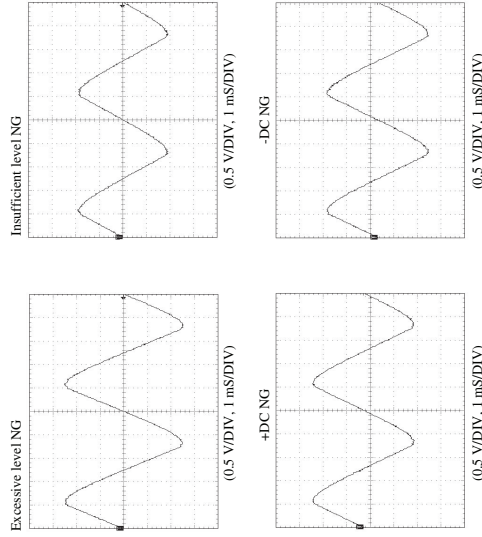 Excessive level NG
(0.5 V/DIV, 1 mS/DIV)
Insufficient level NG
(0.5 V/DIV, 1 mS/DIV)
+DC NG
(0.5 V/DIV, 1 mS/DIV)
-DC NG
(0.5 V/DIV, 1 mS/DIV)